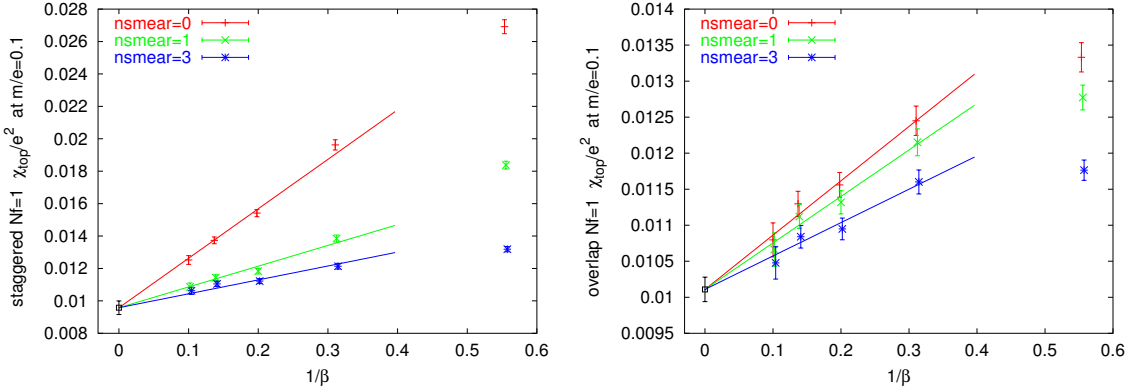 staggered Nf=1 χtop/e² at m/e=0.1
0.028
0.026
0.024
0.022
0.02
0.018
0.016
0.014
0.012
0.01
0.008
nsmear=0
nsmear=1
nsmear=3
0 0.1 0.2 0.3 0.4 0.5 0.6
1/β
overlap Nf=1 χtop/e² at m/e=0.1
0.014
0.0135
0.013
0.0125
0.012
0.0115
0.011
0.0105
0.01
0.0095
nsmear=0
nsmear=1
nsmear=3
0 0.1 0.2 0.3 0.4 0.5 0.6
1/β